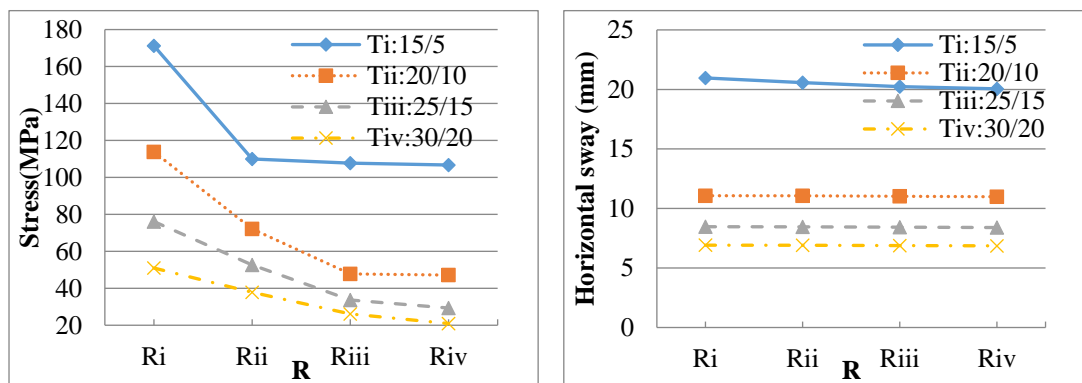 180
160
140
120
100
80
60
40
20
Stress(MPa)
Ri
Rii
Riii
Riv
R
Ti:15/5
Tii:20/10
Tiii:25/15
Tiv:30/20
25
20
15
10
5
0
Horizontal sway (mm)
Ri
Rii
Riii
Riv
R
Ti:15/5
Tii:20/10
Tiii:25/15
Tiv:30/20